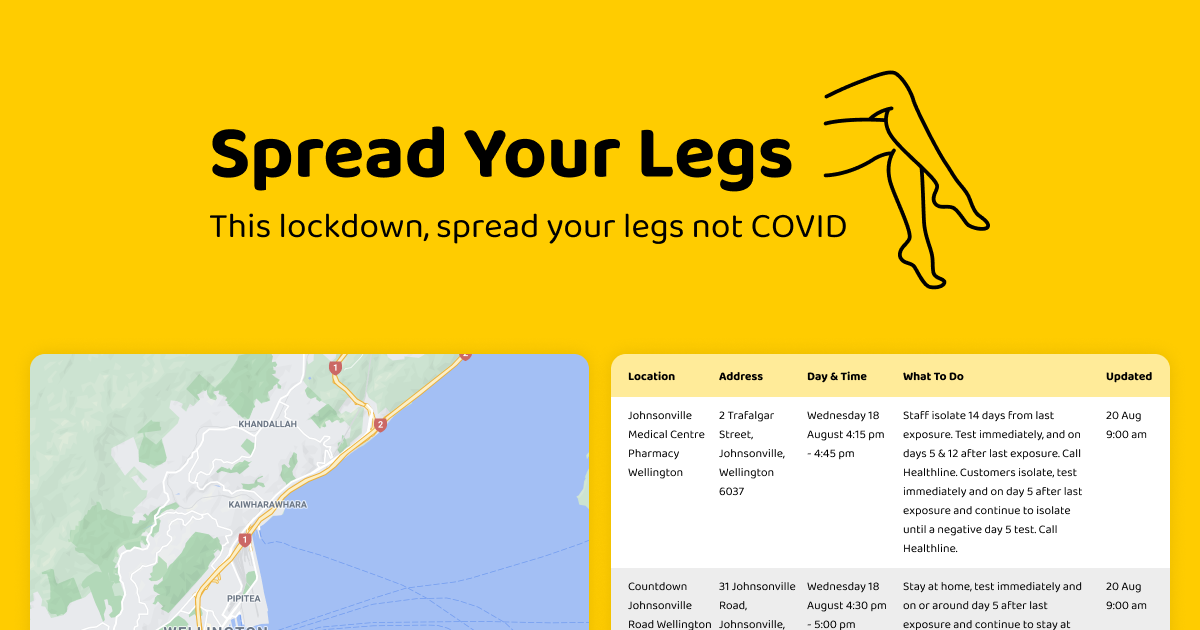 Spread Your Legs
This lockdown, spread your legs not COVID
1
2
2
KHANDALLAH
KAIWHARAWHARA
1
PIPITEA
WELLINGTON
Location Address Day & Time What To Do Updated
Johnsonville 2 Trafalgar Wednesday 18 Staff isolate 14 days from last 20 Aug
Medical Centre Street, August 4:15 pm exposure. Test immediately, and on 9:00 am
Pharmacy Johnsonville, - 4:45 pm days 5 & 12 after last exposure. Call
Wellington Wellington Healthline. Customers isolate, test
6037 immediately and on day 5 after last
exposure and continue to isolate
until a negative day 5 test. Call
Healthline.
Countdown 31 Johnsonville Wednesday 18 Stay at home, test immediately and 20 Aug
Johnsonville Road, August 4:30 pm on or around day 5 after last 9:00 am
Road Wellington Johnsonville, - 5:00 pm exposure and continue to stay at